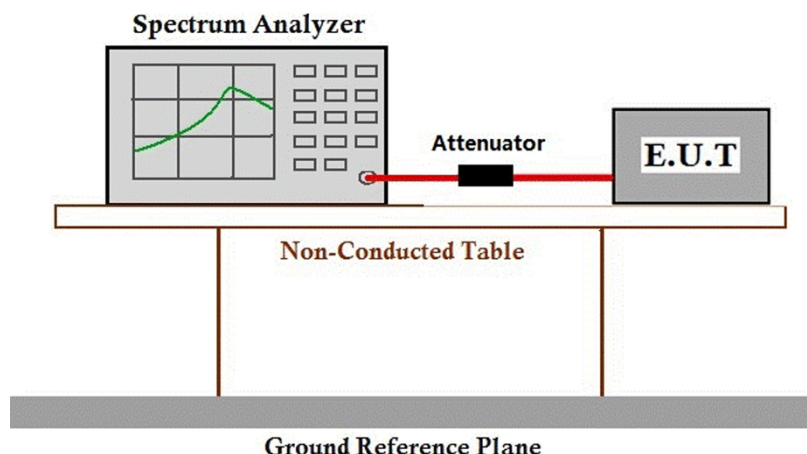 Spectrum Analyzer
Attenuator
E.U.T
Non-Conducted Table
Ground Reference Plane